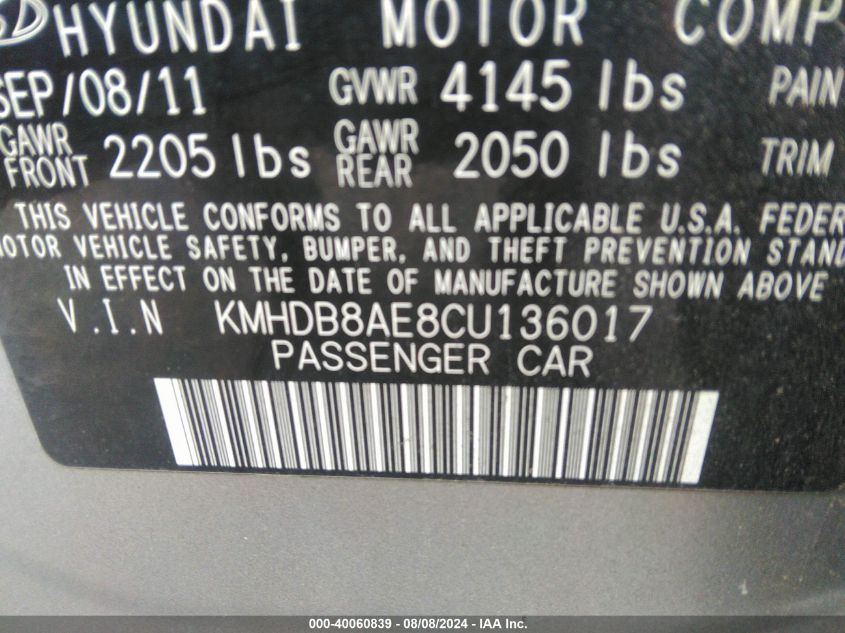 HYUNDAI MOTOR COMP
SEP/08/11 GVWR 4145 lbs PAIN
GAWR FRONT 2205 lbs GAWR REAR 2050 lbs TRIM
THIS VEHICLE CONFORMS TO ALL APPLICABLE U.S.A. FEDER
MOTOR VEHICLE SAFETY, BUMPER, AND THEFT PREVENTION STAND
IN EFFECT ON THE DATE OF MANUFACTURE SHOWN ABOVE
V.I.N KMHDB8AE8CU136017
PASSENGER CAR
000-40060839 - 08/08/2024 - IAA Inc.